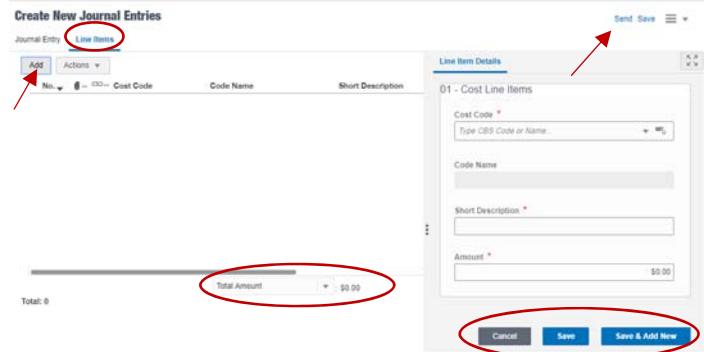 Create New Journal Entries
Send Save
Journal Entry Line Items
Add Actions
No. Cost Code Code Name Short Description
Total Amount : $0.00
Total: 0
Line Item Details
01 - Cost Line Items
Cost Code *
Type CBS Code or Name...
Code Name
Short Description *
Amount *
$0.00
Cancel Save Save & Add New